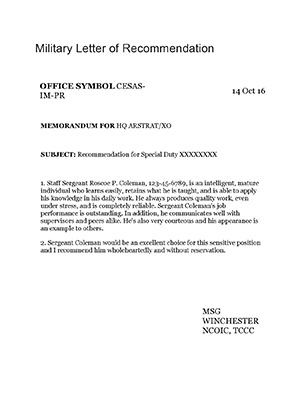 Military Letter of Recommendation
OFFICE SYMBOL CESAS-
IM-PR
14 Oct 16
MEMORANDUM FOR HQ ARSTRAT/XO
SUBJECT: Recommendation for Special Duty XXXXXXXX
1. Staff Sergeant Roscoe P. Coleman, 123-45-6789, is an intelligent, mature
individual who learns easily, retains what he is taught, and is able to apply
his knowledge in his daily work. He always produces quality work, even
under stress, and is completely reliable. Sergeant Coleman's job
performance is outstanding, In addition, he communicates well with
supervisors and peers alike. He's also very courteous and his appearance is
an example to others.
2. Sergeant Coleman would be an excellent choice for this sensitive position
and I recommend him wholeheartedly and without reservation.
MSG
WINCHESTER
NCOIC, TCCC